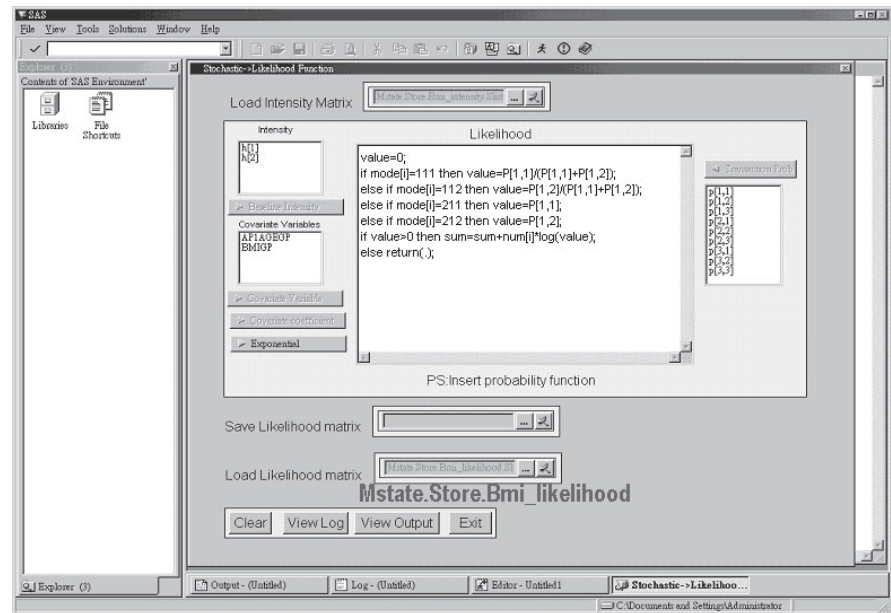 SAS
File View Tools Solutions Window Help
Explorer (3)
Contents of 'SAS Environment'
Libraries
File Shortcuts
Stochastic->Likelihood Function
Load Intensity Matrix
Mstate.Store.Bmi_intensity.Slist
...
Intensity
h[1]
h[2]
Baseline Intensity
Covariate Variables
AP1AGEGP
BMIGP
Covariate Variable
Covariate coefficient
Exponential
Likelihood
value=0;
if mode[i]=111 then value=P[1,1]/(P[1,1]+P[1,2]);
else if mode[i]=112 then value=P[1,2]/(P[1,1]+P[1,2]);
else if mode[i]=211 then value=P[1,1];
else if mode[i]=212 then value=P[1,2];
if value>0 then sum=sum+num[i]*log(value);
else return(.);
Transaction Prob
p[1,1]
p[1,2]
p[1,3]
p[2,1]
p[2,2]
p[2,3]
p[3,1]
p[3,2]
p[3,3]
PS:Insert probability function
Save Likelihood matrix
...
Load Likelihood matrix
...
Mstate.Store.Bmi_likelihood
Clear View Log View Output Exit
Explorer (3)
Output - (Untitled) Log - (Untitled) Editor - Untitled1 Stochastic->Likelihoo...
C:\Documents and Settings\Administrator